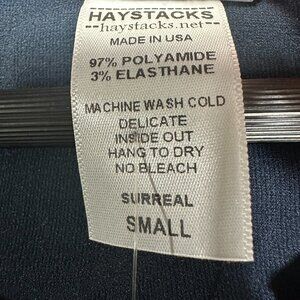 HAYSTACKS
haystacks.net
MADE IN USA
97% POLYAMIDE
3% ELASTHANE
MACHINE WASH COLD
DELICATE
INSIDE OUT
HANG TO DRY
NO BLEACH
SURREAL
SMALL